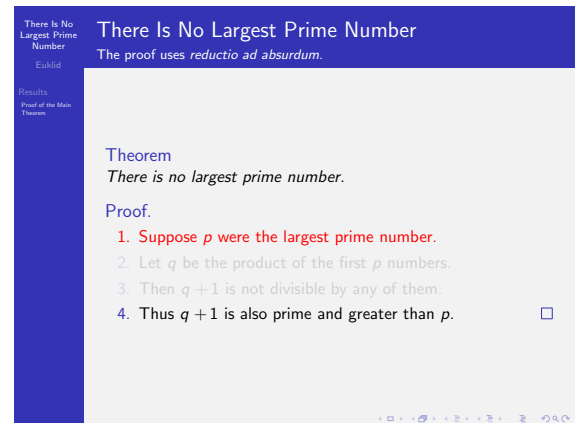 There Is No
Largest Prime
Number
Euklid
Results
Proof of the Main
Theorem
There Is No Largest Prime Number
The proof uses reductio ad absurdum.
Theorem
There is no largest prime number.
Proof.
1. Suppose p were the largest prime number.
2. Let q be the product of the first p numbers.
3. Then q + 1 is not divisible by any of them.
4. Thus q + 1 is also prime and greater than p.